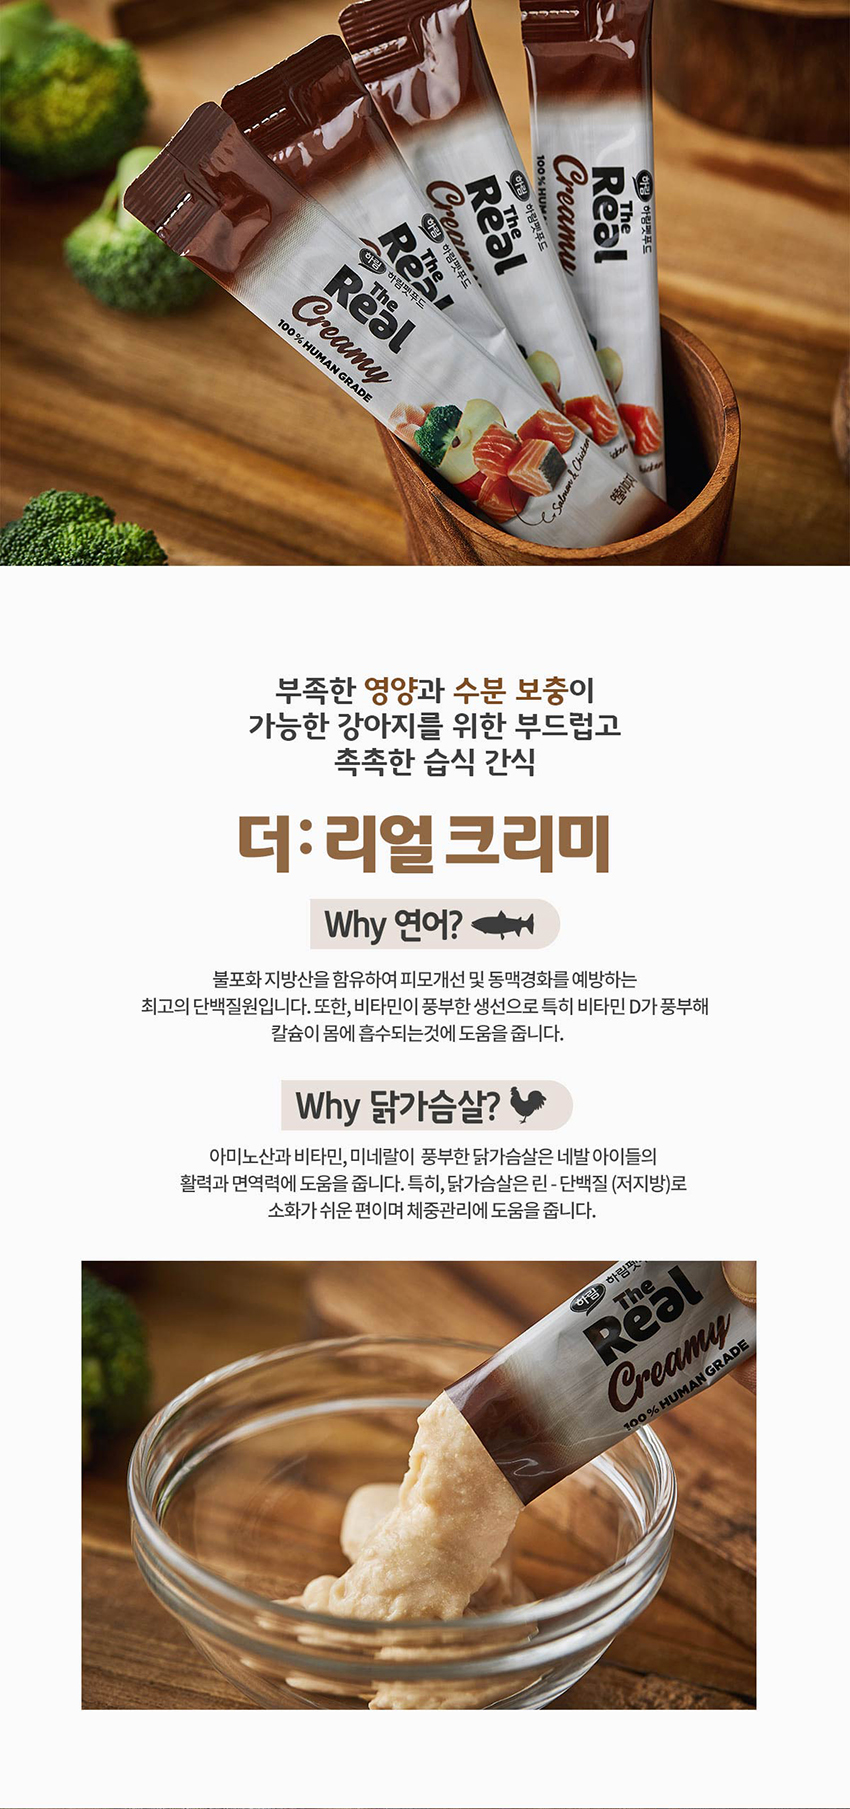 하림 하림펫푸드
The
Real
Creamy
100% HUMAN GRADE
Salmon & Chicken
연출이미지
하림 하림펫푸드
The
Real
하림 하림펫푸드
The
Real
하림 하림펫푸드
The
Real
부족한 영양과 수분 보충이
가능한 강아지를 위한 부드럽고
촉촉한 습식 간식
더:리얼 크리미
Why 연어?
불포화 지방산을 함유하여 피모개선 및 동맥경화를 예방하는
최고의 단백질원입니다. 또한, 비타민이 풍부한 생선으로 특히 비타민 D가 풍부해
칼슘이 몸에 흡수되는것에 도움을 줍니다.
Why 닭가슴살?
아미노산과 비타민, 미네랄이 풍부한 닭가슴살은 네발 아이들의
활력과 면역력에 도움을 줍니다. 특히, 닭가슴살은 린 - 단백질 (저지방)로
소화가 쉬운 편이며 체중관리에 도움을 줍니다.
하림
The
Real
Creamy
100% HUMAN GRADE